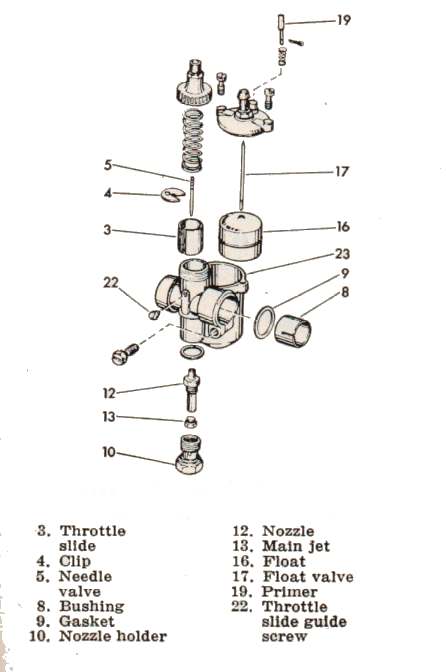 19
5
4
17
3
16
23
9
8
22
12
13
10
3. Throttle
slide
4. Clip
5. Needle
valve
8. Bushing
9. Gasket
10. Nozzle holder
12. Nozzle
13. Main jet
16. Float
17. Float valve
19. Primer
22. Throttle
slide guide
screw